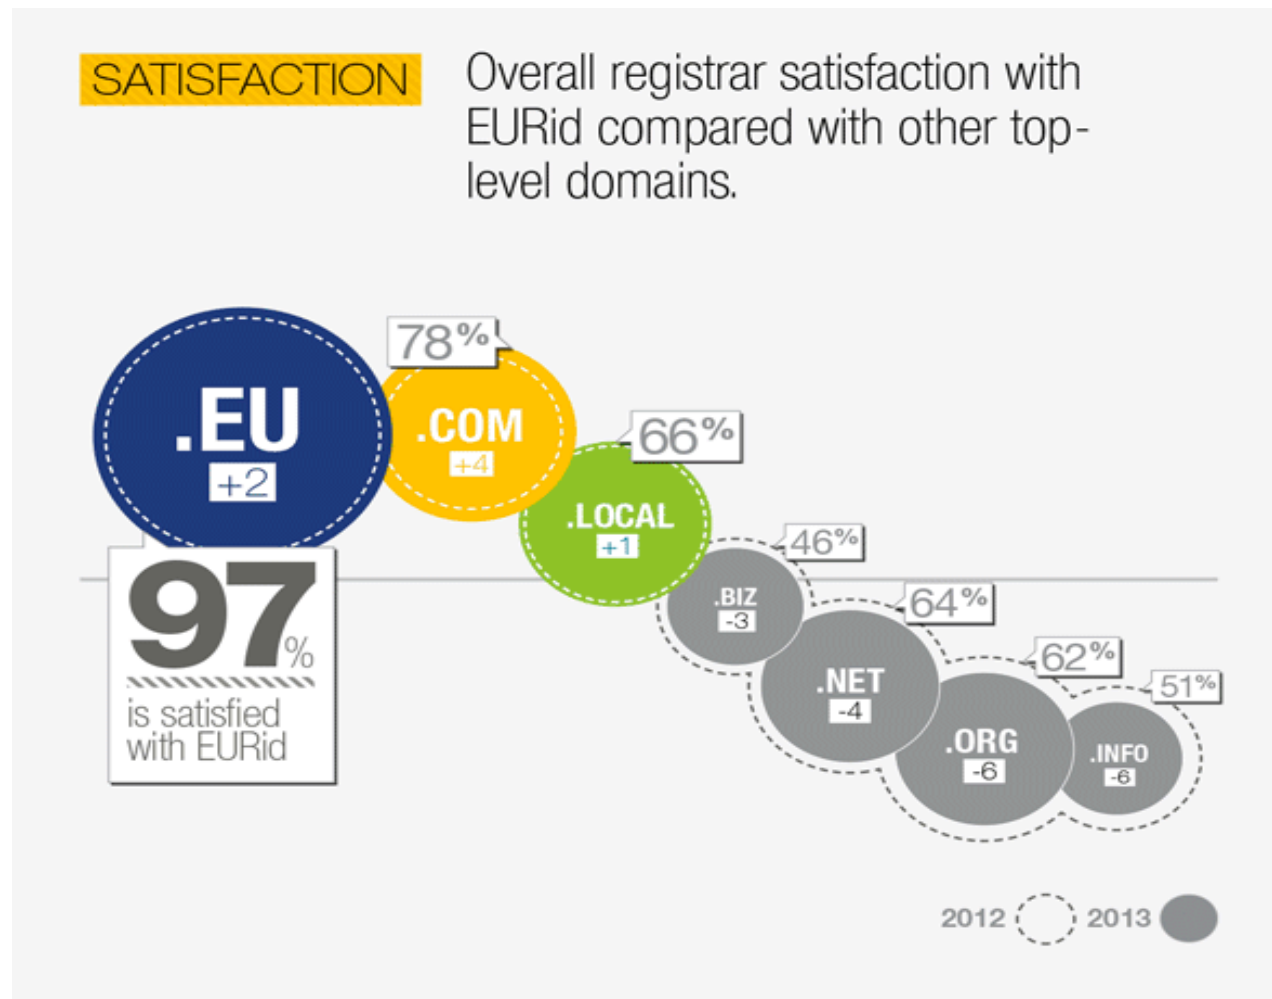 SATISFACTION
Overall registrar satisfaction with
EURid compared with other top-
level domains.
.EU
+2
97%
is satisfied
with EURid
78%
.COM
+4
66%
.LOCAL
+1
46%
.BIZ
-3
64%
.NET
-4
62%
.ORG
-6
51%
.INFO
-6
2012
2013